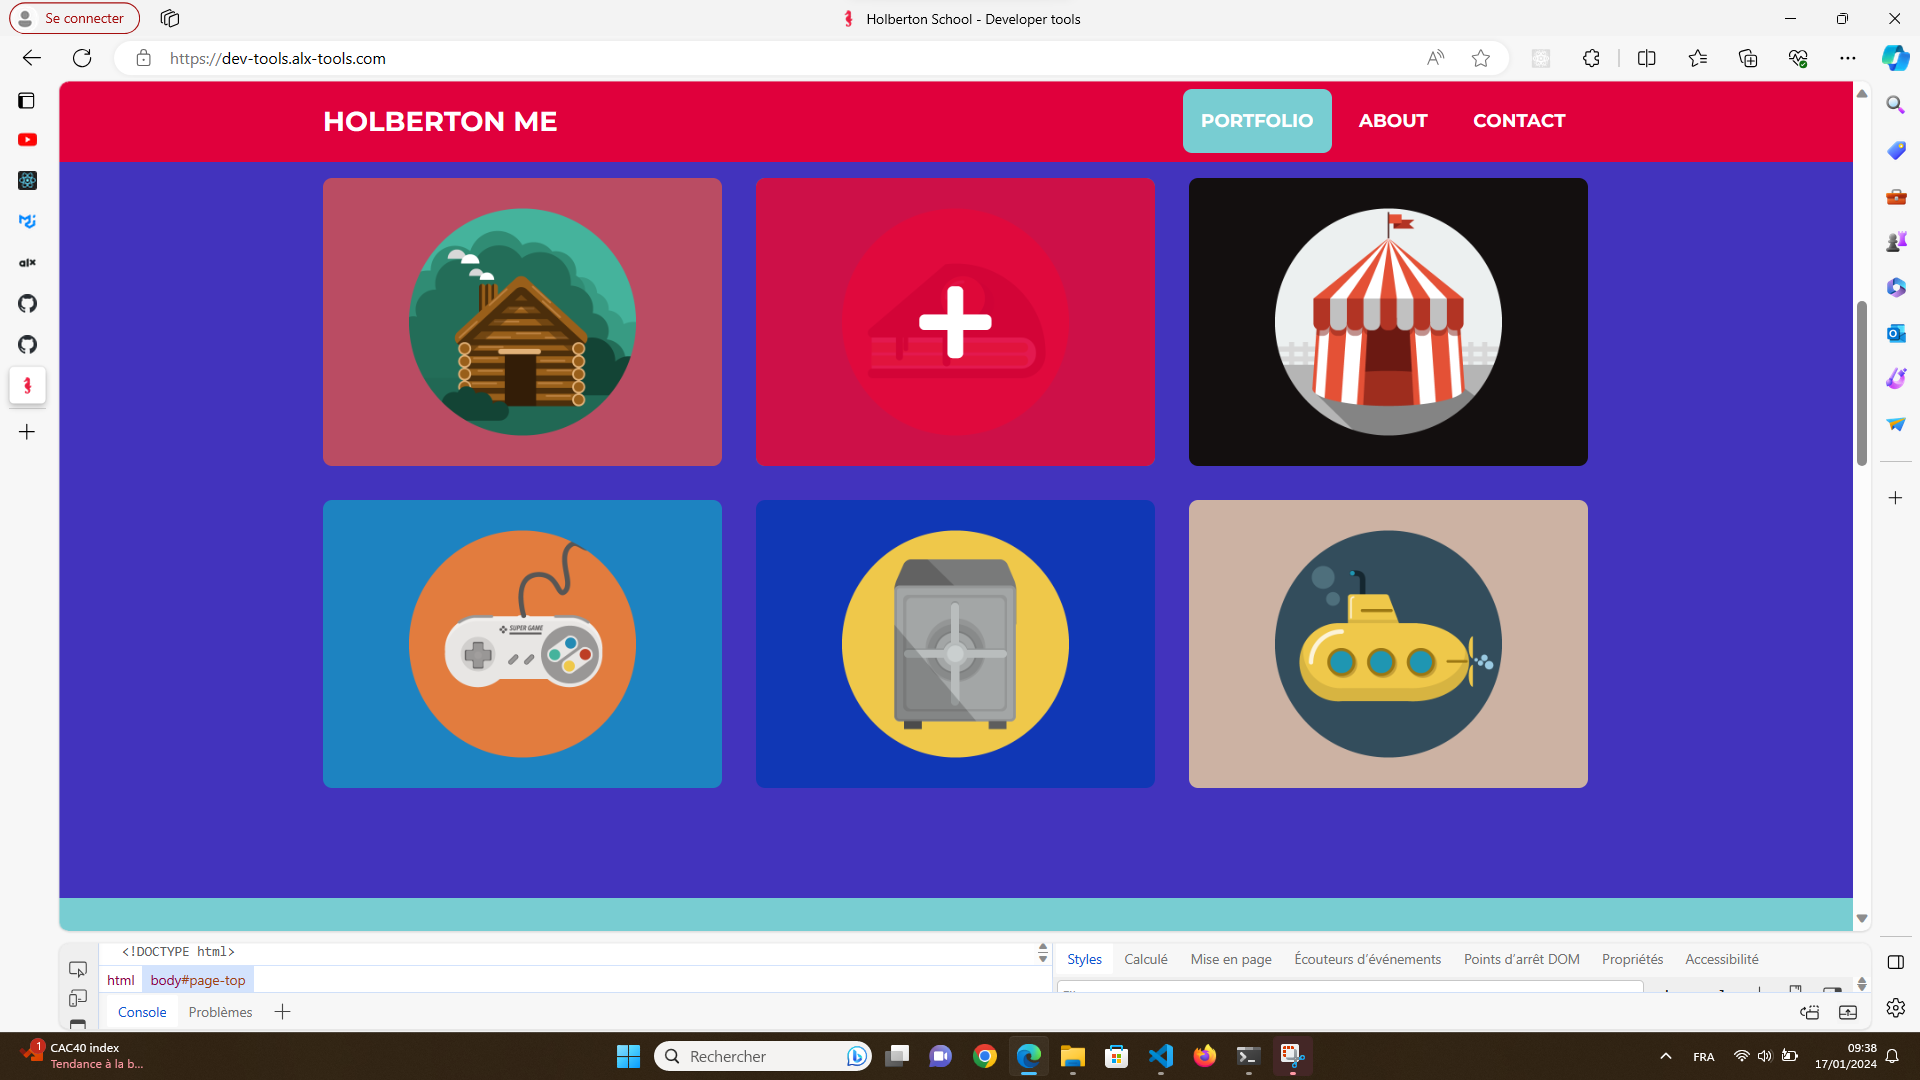 Se connecter
Holberton School - Developer tools
https://dev-tools.alx-tools.com
HOLBERTON ME
PORTFOLIO
ABOUT
CONTACT
alx
SUPER GAME
<!DOCTYPE html>
html
body#page-top
Styles
Calculé
Mise en page
Écouteurs d'événements
Points d'arrêt DOM
Propriétés
Accessibilité
Console
Problèmes
1
CAC40 index
Tendance à la b...
Rechercher
FRA
09:38
17/01/2024